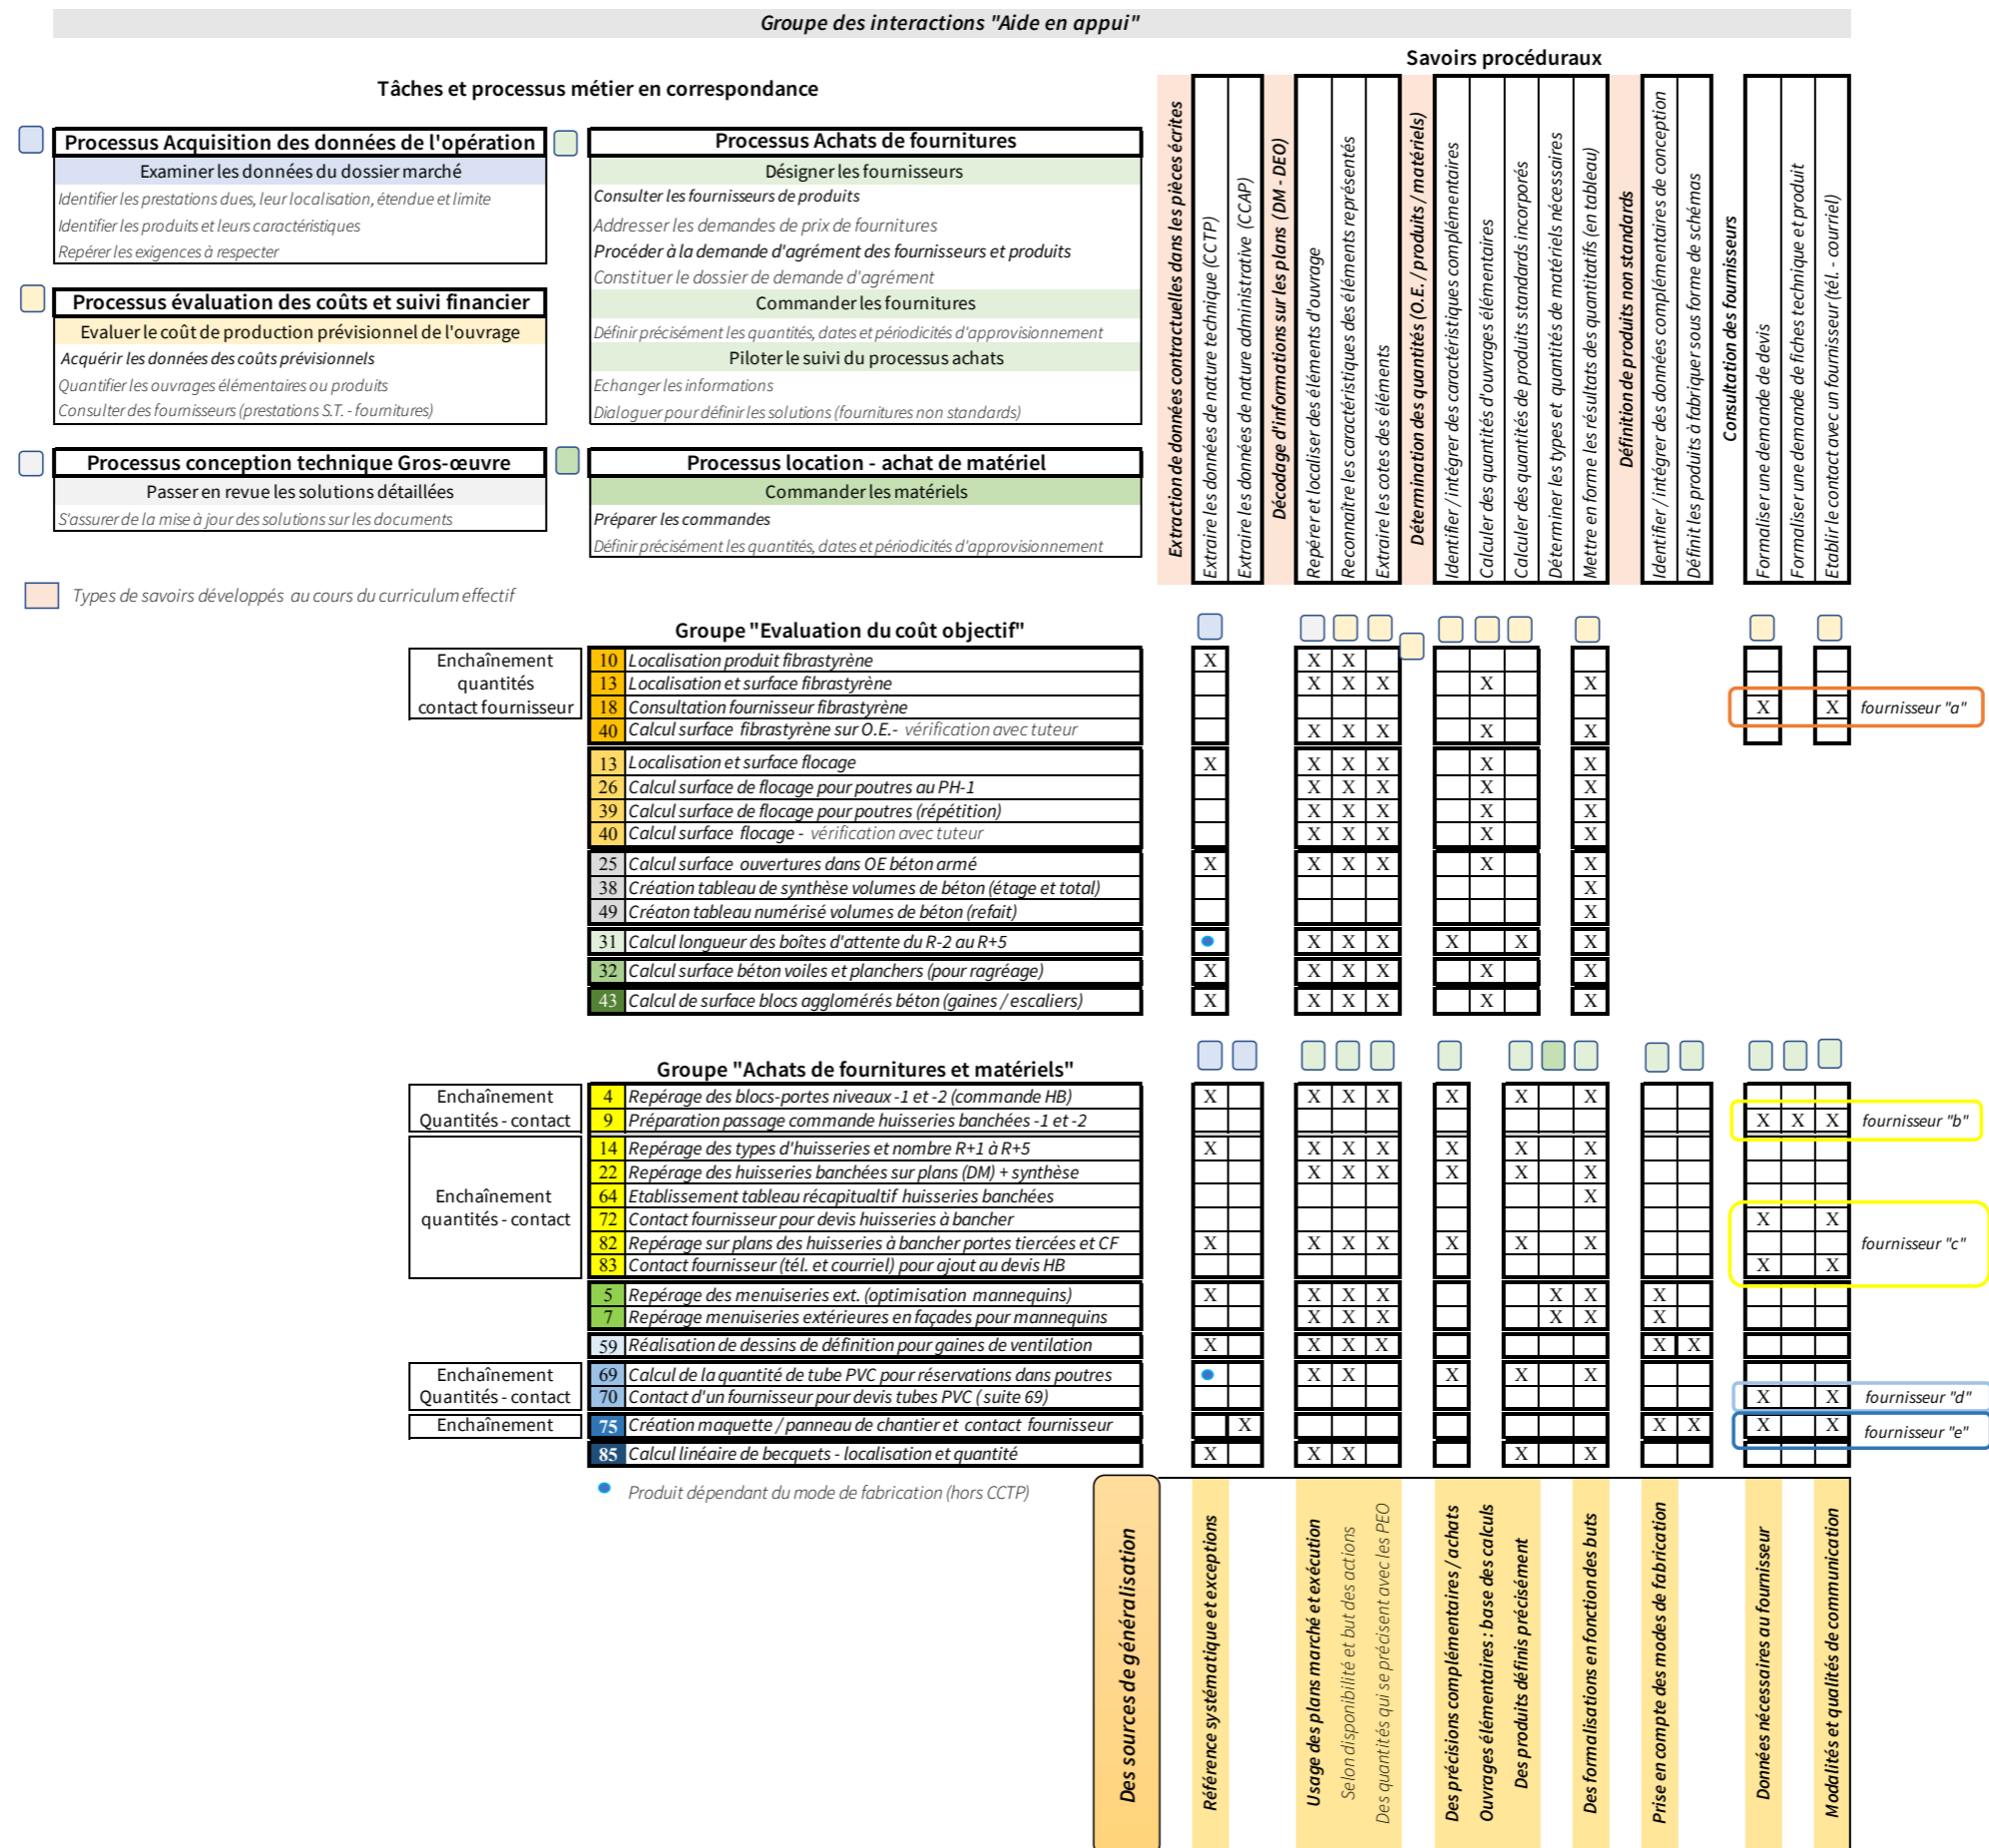 Groupe des interactions "Aide en appui"
Savoirs procéduraux
Tâches et processus métier en correspondance
Processus Acquisition des données de l'opération
Examiner les données du dossier marché
Identifier les prestations dues, leur localisation, étendue et limite
Identifier les produits et leurs caractéristiques
Repérer les exigences à respecter
Processus évaluation des coûts et suivi financier
Evaluer le coût de production prévisionnel de l'ouvrage
Acquérir les données des coûts prévisionnels
Quantifier les ouvrages élémentaires ou produits
Consulter des fournisseurs (prestations S.T. - fournitures)
Processus conception technique Gros-œuvre
Passer en revue les solutions détaillées
S'assurer de la mise à jour des solutions sur les documents
Processus Achats de fournitures
Désigner les fournisseurs
Consulter les fournisseurs de produits
Addresser les demandes de prix de fournitures
Procéder à la demande d'agrément des fournisseurs et produits
Constituer le dossier de demande d'agrément
Commander les fournitures
Définir précisément les quantités, dates et périodicités d'approvisionnement
Piloter le suivi du processus achats
Echanger les informations
Dialoguer pour définir les solutions (fournitures non standards)
Processus location - achat de matériel
Commander les matériels
Préparer les commandes
Définir précisément les quantités, dates et périodicités d'approvisionnement
Extraction de données contractuelles dans les pièces écrites
Extraire les données de nature technique (CCTP)
Extraire les données de nature administrative (CCAP)
Décodage d'informations sur les plans (DM - DEO)
Repérer et localiser des éléments d'ouvrage
Reconnaître les caractéristiques des éléments représentés
Extraire les cotes des éléments
Détermination des quantités (O.E. / produits / matériels)
Identifier / intégrer des caractéristiques complémentaires
Calculer des quantités d'ouvrages élémentaires
Calculer des quantités de produits standards incorporés
Déterminer les types et quantités de matériels nécessaires
Mettre en forme les résultats des quantitatifs (en tableau)
Définition de produits non standards
Identifier / intégrer des données complémentaires de conception
Définit les produits à fabriquer sous forme de schémas
Consultation des fournisseurs
Formaliser une demande de devis
Formaliser une demande de fiches technique et produit
Etablir le contact avec un fournisseur (tél. - courriel)
Types de savoirs développés au cours du curriculum effectif
Groupe "Evaluation du coût objectif"
Enchaînement
quantités
contact fournisseur
10 Localisation produit fibrastyrène X X X
13 Localisation et surface fibrastyrène X X X X X
18 Consultation fournisseur fibrastyrène X X fournisseur "a"
40 Calcul surface fibrastyrène sur O.E.- vérification avec tuteur X X X X X
13 Localisation et surface flocage X X X X X X
26 Calcul surface de flocage pour poutres au PH-1 X X X X X
39 Calcul surface de flocage pour poutres (répétition) X X X X X
40 Calcul surface flocage - vérification avec tuteur X X X X X
25 Calcul surface ouvertures dans OE béton armé X X X X X X
38 Création tableau de synthèse volumes de béton (étage et total) X
49 Créaton tableau numérisé volumes de béton (refait) X
31 Calcul longueur des boîtes d'attente du R-2 au R+5 X X X X X X
32 Calcul surface béton voiles et planchers (pour ragréage) X X X X X X
43 Calcul de surface blocs agglomérés béton (gaines / escaliers) X X X X X X
Groupe "Achats de fournitures et matériels"
Enchaînement
Quantités - contact
4 Repérage des blocs-portes niveaux -1 et -2 (commande HB) X X X X X X X
9 Préparation passage commande huisseries banchées -1 et -2 X X X fournisseur "b"
Enchaînement
quantités - contact
14 Repérage des types d'huisseries et nombre R+1 à R+5 X X X X X X X
22 Repérage des huisseries banchées sur plans (DM) + synthèse X X X X X X
64 Etablissement tableau récapitualtif huisseries banchées X
72 Contact fournisseur pour devis huisseries à bancher X X
82 Repérage sur plans des huisseries à bancher portes tiercées et CF X X X X X X X
fournisseur "c"
83 Contact fournisseur (tél. et courriel) pour ajout au devis HB X X
5 Repérage des menuiseries ext. (optimisation mannequins) X X X X X X X
7 Repérage menuiseries extérieures en façades pour mannequins X X X X X X
59 Réalisation de dessins de définition pour gaines de ventilation X X X X X X
Enchaînement
Quantités - contact
69 Calcul de la quantité de tube PVC pour réservations dans poutres X X X X X
70 Contact d'un fournisseur pour devis tubes PVC ( suite 69) X X fournisseur "d"
Enchaînement
75 Création maquette / panneau de chantier et contact fournisseur X X X X X fournisseur "e"
85 Calcul linéaire de becquets - localisation et quantité X X X X X
Produit dépendant du mode de fabrication (hors CCTP)
Des sources de généralisation
Référence systématique et exceptions
Usage des plans marché et exécution
Selon disponibilité et but des actions
Des quantités qui se précisent avec les PEO
Des précisions complémentaires / achats
Ouvrages élémentaires : base des calculs
Des produits définis précisément
Des formalisations en fonction des buts
Prise en compte des modes de fabrication
Données nécessaires au fournisseur
Modalités et qualités de communication